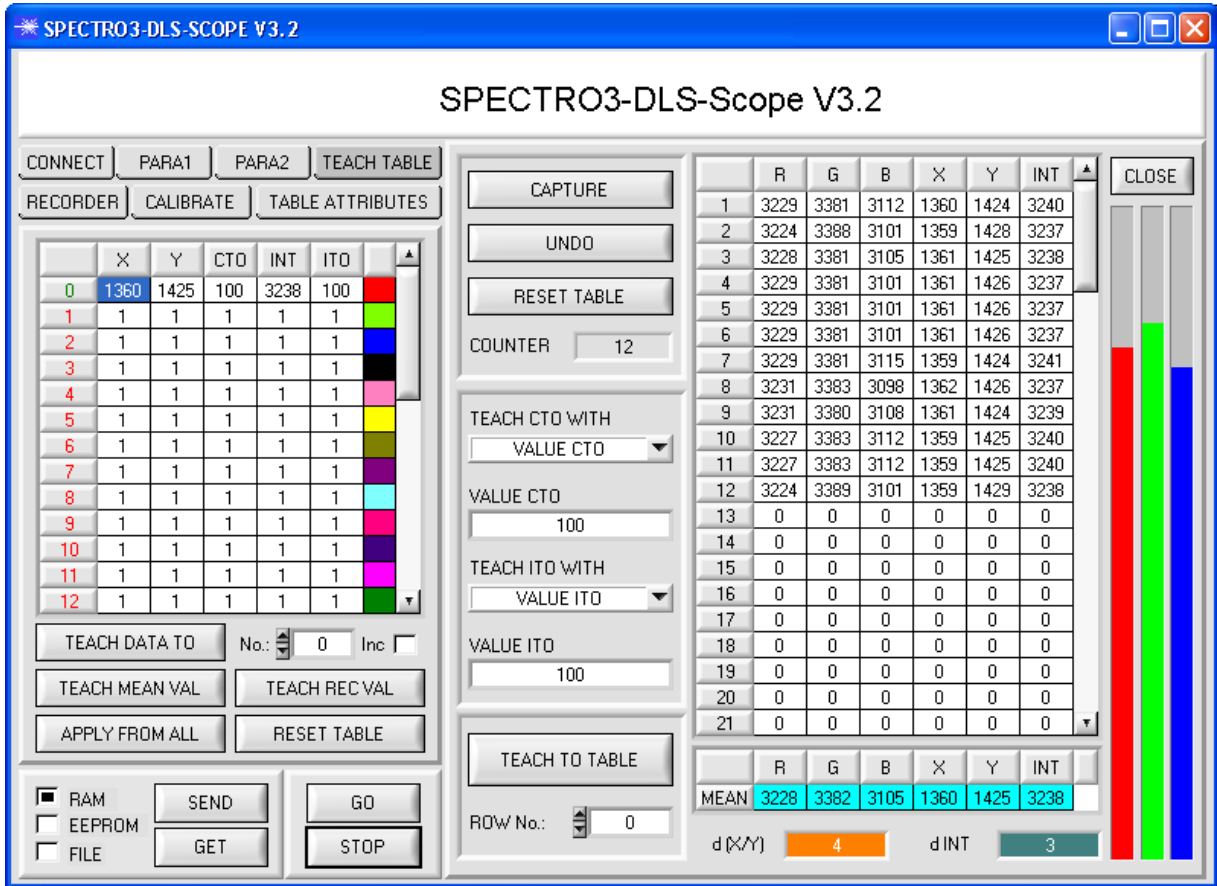 SPECTRO3-DLS-SCOPE V3.2
SPECTRO3-DLS-Scope V3.2
CONNECT PARA1 PARA2 TEACH TABLE
RECORDER CALIBRATE TABLE ATTRIBUTES
X Y CTO INT ITO
0 1360 1425 100 3238 100
1 1 1 1 1 1
2 1 1 1 1 1
3 1 1 1 1 1
4 1 1 1 1 1
5 1 1 1 1 1
6 1 1 1 1 1
7 1 1 1 1 1
8 1 1 1 1 1
9 1 1 1 1 1
10 1 1 1 1 1
11 1 1 1 1 1
12 1 1 1 1 1
TEACH DATA TO No.: 0 Inc
TEACH MEAN VAL TEACH REC VAL
APPLY FROM ALL RESET TABLE
RAM
EEPROM
FILE
SEND
GET
GO
STOP
CAPTURE
UNDO
RESET TABLE
COUNTER 12
TEACH CTO WITH
VALUE CTO
VALUE CTO
100
TEACH ITO WITH
VALUE ITO
VALUE ITO
100
TEACH TO TABLE
ROW No.: 0
R G B X Y INT
1 3229 3381 3112 1360 1424 3240
2 3224 3388 3101 1359 1428 3237
3 3228 3381 3105 1361 1425 3238
4 3229 3381 3101 1361 1426 3237
5 3229 3381 3101 1361 1426 3237
6 3229 3381 3101 1361 1426 3237
7 3229 3381 3115 1359 1424 3241
8 3231 3383 3098 1362 1426 3237
9 3231 3380 3108 1361 1424 3239
10 3227 3383 3112 1359 1425 3240
11 3227 3383 3112 1359 1425 3240
12 3224 3389 3101 1359 1429 3238
13 0 0 0 0 0 0
14 0 0 0 0 0 0
15 0 0 0 0 0 0
16 0 0 0 0 0 0
17 0 0 0 0 0 0
18 0 0 0 0 0 0
19 0 0 0 0 0 0
20 0 0 0 0 0 0
21 0 0 0 0 0 0
R G B X Y INT
MEAN 3228 3382 3105 1360 1425 3238
d (X/Y) 4 d INT 3
CLOSE